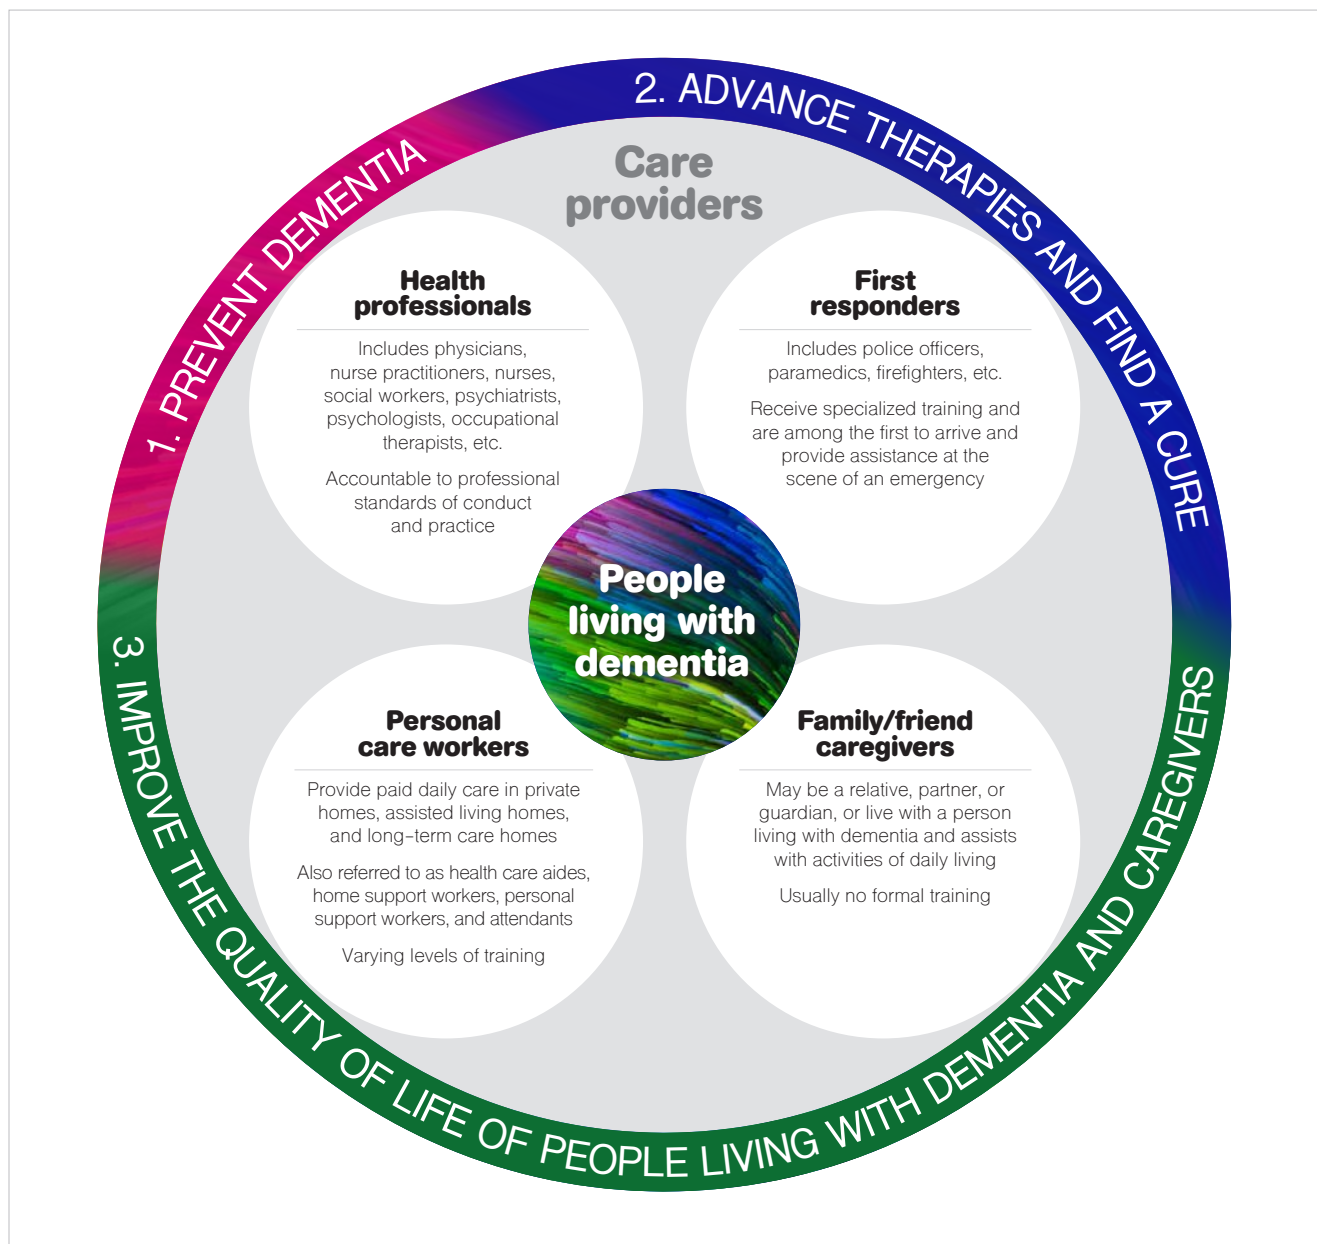 1. PREVENT DEMENTIA
2. ADVANCE THERAPIES AND FIND A CURE
3. IMPROVE THE QUALITY OF LIFE OF PEOPLE LIVING WITH DEMENTIA AND CAREGIVERS
Care
providers
Health
professionals
Includes physicians,
nurse practitioners, nurses,
social workers, psychiatrists,
psychologists, occupational
therapists, etc.
Accountable to professional
standards of conduct
and practice
First
responders
Includes police officers,
paramedics, firefighters, etc.
Receive specialized training and
are among the first to arrive and
provide assistance at the
scene of an emergency
People
living with
dementia
Personal
care workers
Provide paid daily care in private
homes, assisted living homes,
and long-term care homes
Also referred to as health care aides,
home support workers, personal
support workers, and attendants
Varying levels of training
Family/friend
caregivers
May be a relative, partner, or
guardian, or live with a person
living with dementia and assists
with activities of daily living
Usually no formal training